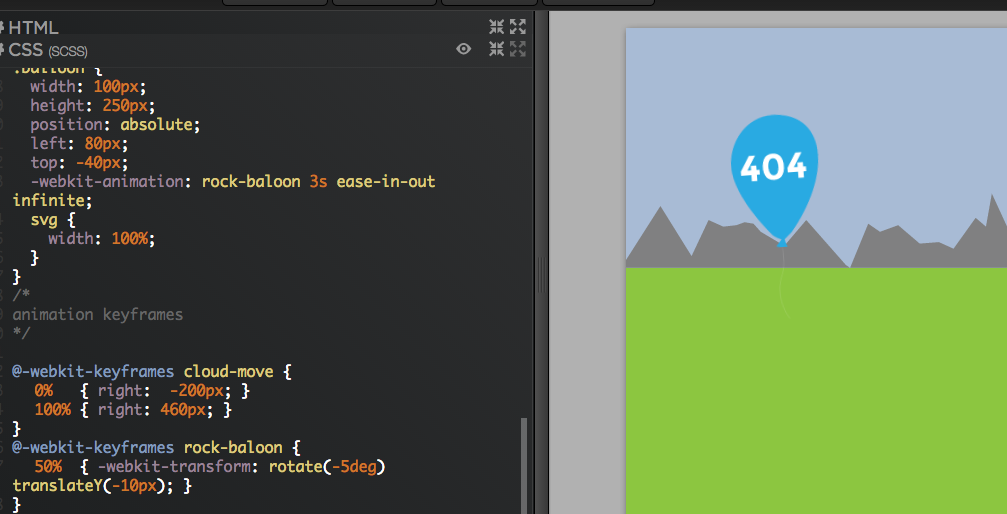 HTML
CSS (SCSS)
.balloon {
width: 100px;
height: 250px;
position: absolute;
left: 80px;
top: -40px;
-webkit-animation: rock-baloon 3s ease-in-out
infinite;
svg {
width: 100%;
}
}
/*
animation keyframes
*/
@-webkit-keyframes cloud-move {
0% { right: -200px; }
100% { right: 460px; }
}
@-webkit-keyframes rock-baloon {
50% { -webkit-transform: rotate(-5deg)
translateY(-10px); }
}
404